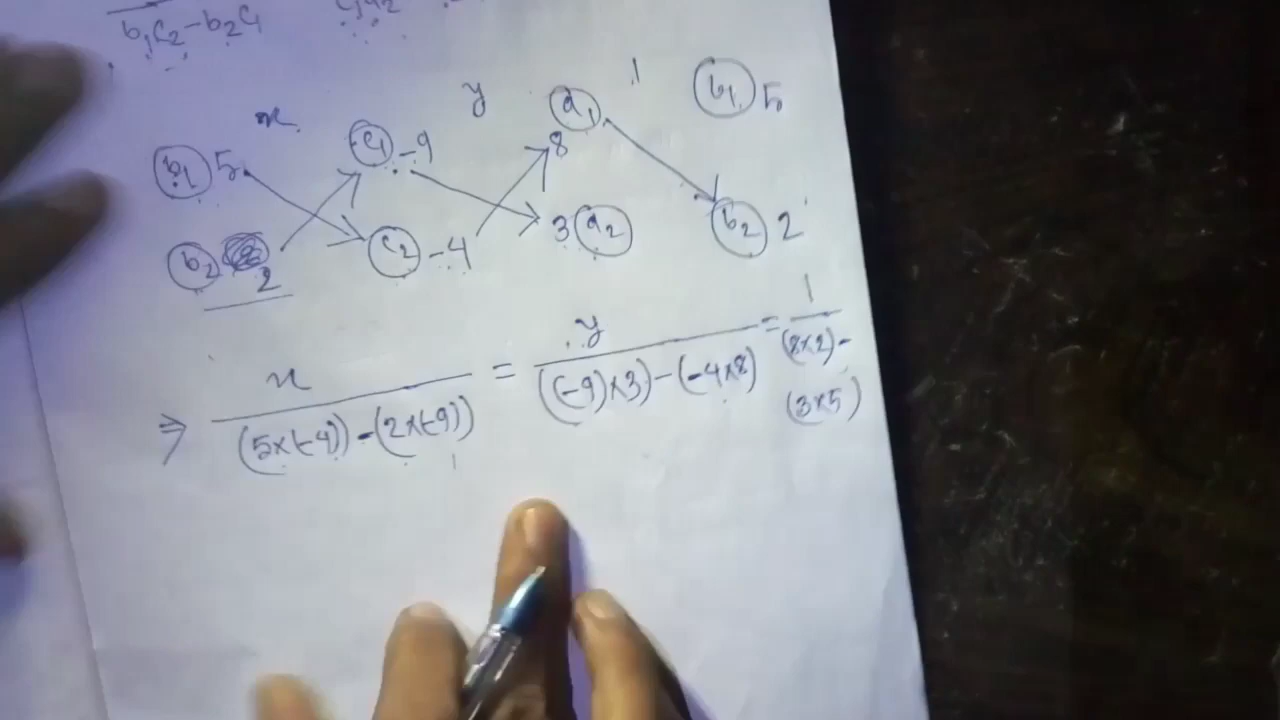 b₁c₂-b₂c₁
x y 1
b₁ 5 c₁ -9 a₁ 8 b₁ 5
b₂ 2 c₂ -4 3 a₂ b₂ 2
⇒ x/((5×(-4))-(2×(-9))) = y/(((-9)×3)-(-4×8)) = 1/((8×2)-(3×5))